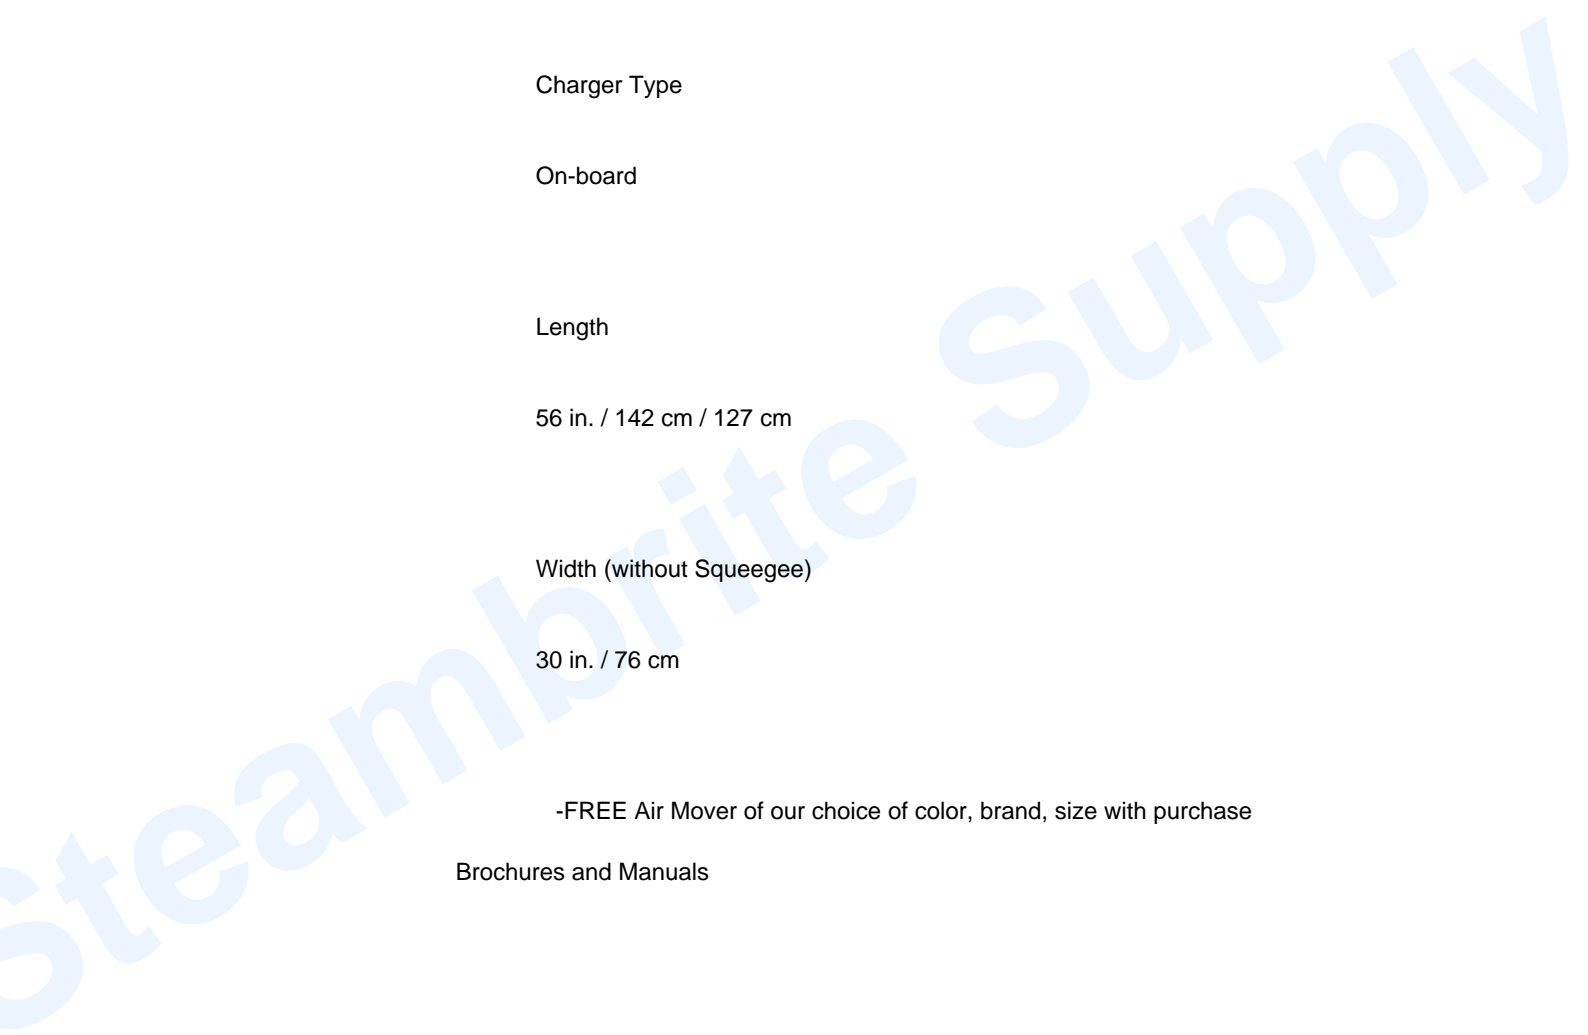 Charger Type
On-board
Length
56 in. / 142 cm / 127 cm
Width (without Squeegee)
30 in. / 76 cm
-FREE Air Mover of our choice of color, brand, size with purchase
Brochures and Manuals
Steambrite Supply